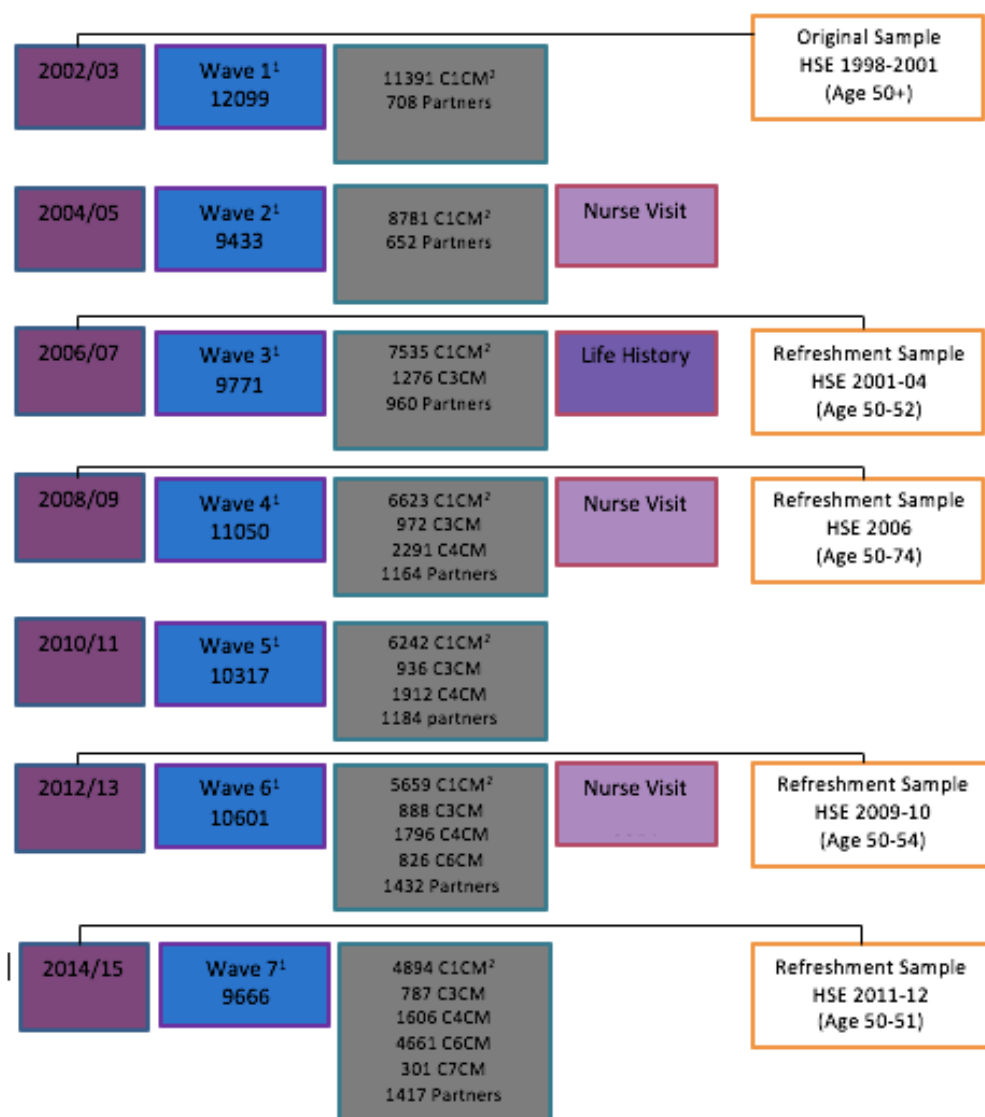 2002/03
Wave 1¹
12099
11391 C1CM²
708 Partners
Original Sample
HSE 1998-2001
(Age 50+)
2004/05
Wave 2¹
9433
8781 C1CM²
652 Partners
Nurse Visit
2006/07
Wave 3¹
9771
7535 C1CM²
1276 C3CM
960 Partners
Life History
Refreshment Sample
HSE 2001-04
(Age 50-52)
2008/09
Wave 4¹
11050
6623 C1CM²
972 C3CM
2291 C4CM
1164 Partners
Nurse Visit
Refreshment Sample
HSE 2006
(Age 50-74)
2010/11
Wave 5¹
10317
6242 C1CM²
936 C3CM
1912 C4CM
1184 partners
2012/13
Wave 6¹
10601
5659 C1CM²
888 C3CM
1796 C4CM
826 C6CM
1432 Partners
Nurse Visit
Refreshment Sample
HSE 2009-10
(Age 50-54)
2014/15
Wave 7¹
9666
4894 C1CM²
787 C3CM
1606 C4CM
4661 C6CM
301 C7CM
1417 Partners
Refreshment Sample
HSE 2011-12
(Age 50-51)